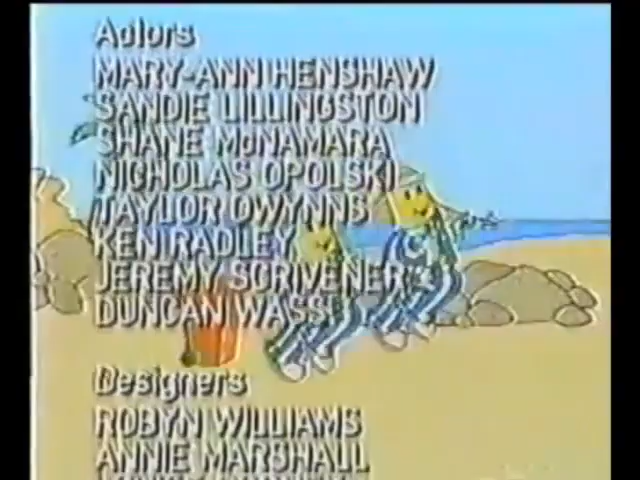 Actors
MARY-ANN HENSHAW
SANDIE LILLINGSTON
SHANE McNAMARA
NICHOLAS OPOLSKI
TAYLOR OWYNNS
KEN RADLEY
JEREMY SCRIVENER
DUNCAN WASS
Designers
ROBYN WILLIAMS
ANNIE MARSHALL